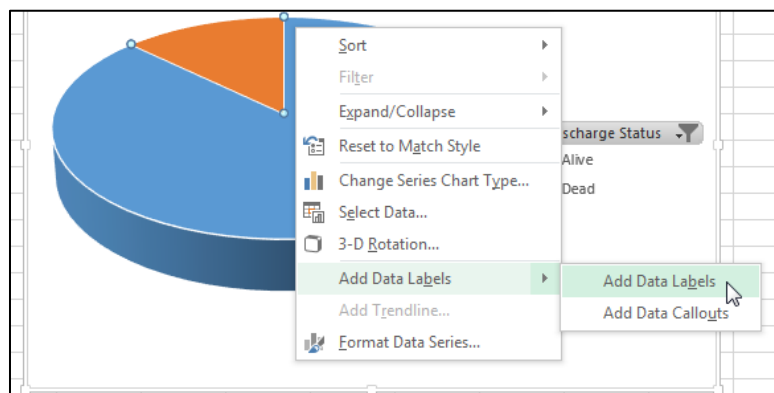 Sort
Filter
Expand/Collapse
Reset to Match Style
scharge Status
Alive
Change Series Chart Type...
Dead
Select Data...
3-D Rotation...
Add Data Labels
Add Data Labels
Add Trendline...
Add Data Callouts
Format Data Series...